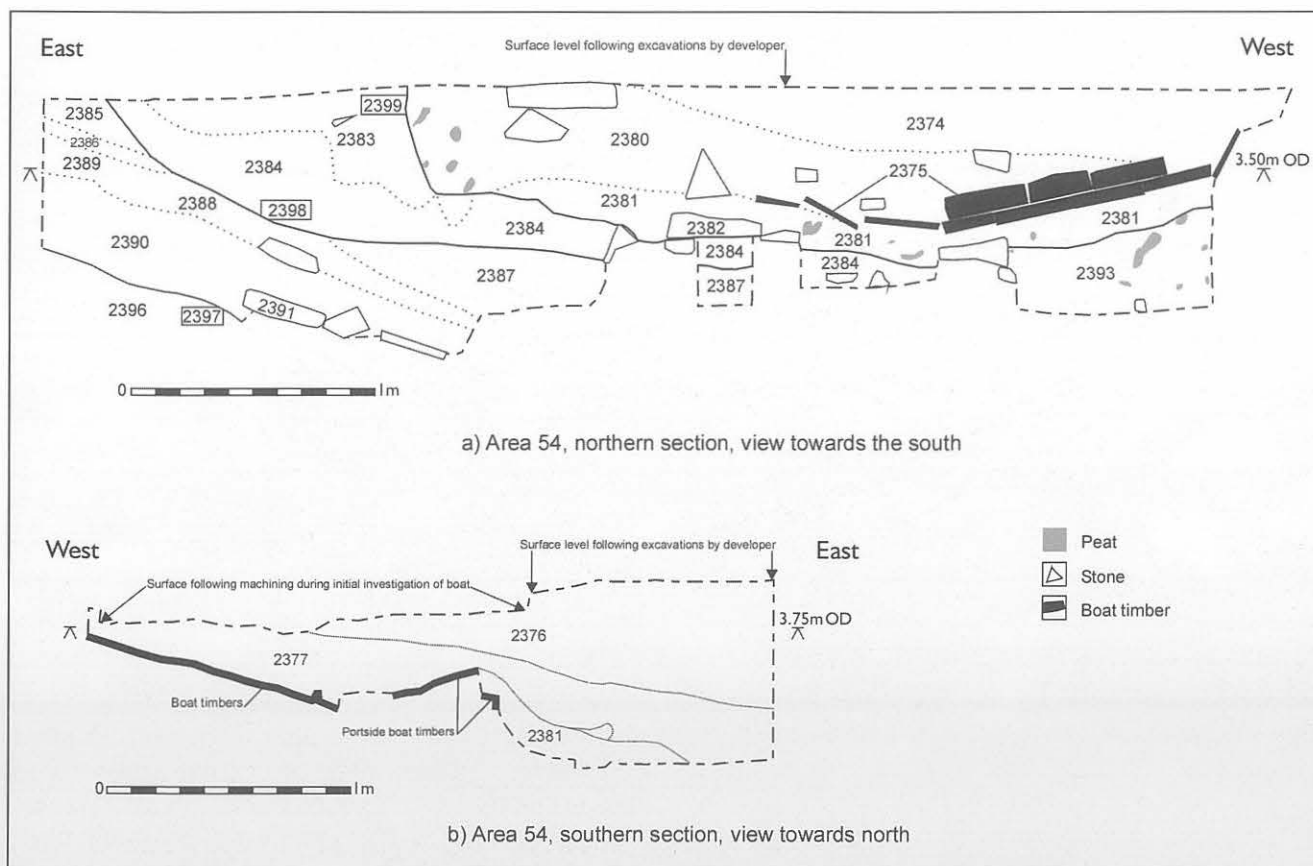 East
Surface level following excavations by developer
West
2385
2399
2386
2383
2380
2374
2389
2384
2375
3.50m OD
2388
2398
2381
2381
2382
2384
2381
2390
2384
2384
2387
2387
2393
2396
2397
2391
0
1m
a) Area 54, northern section, view towards the south
West
Surface level following excavations by developer
East
Surface following machining during initial investigation of boat.
Peat
Stone
Boat timber
3.75m OD
2376
2377
Boat timbers
Portside boat timbers
2381
0
1m
b) Area 54, southern section, view towards north